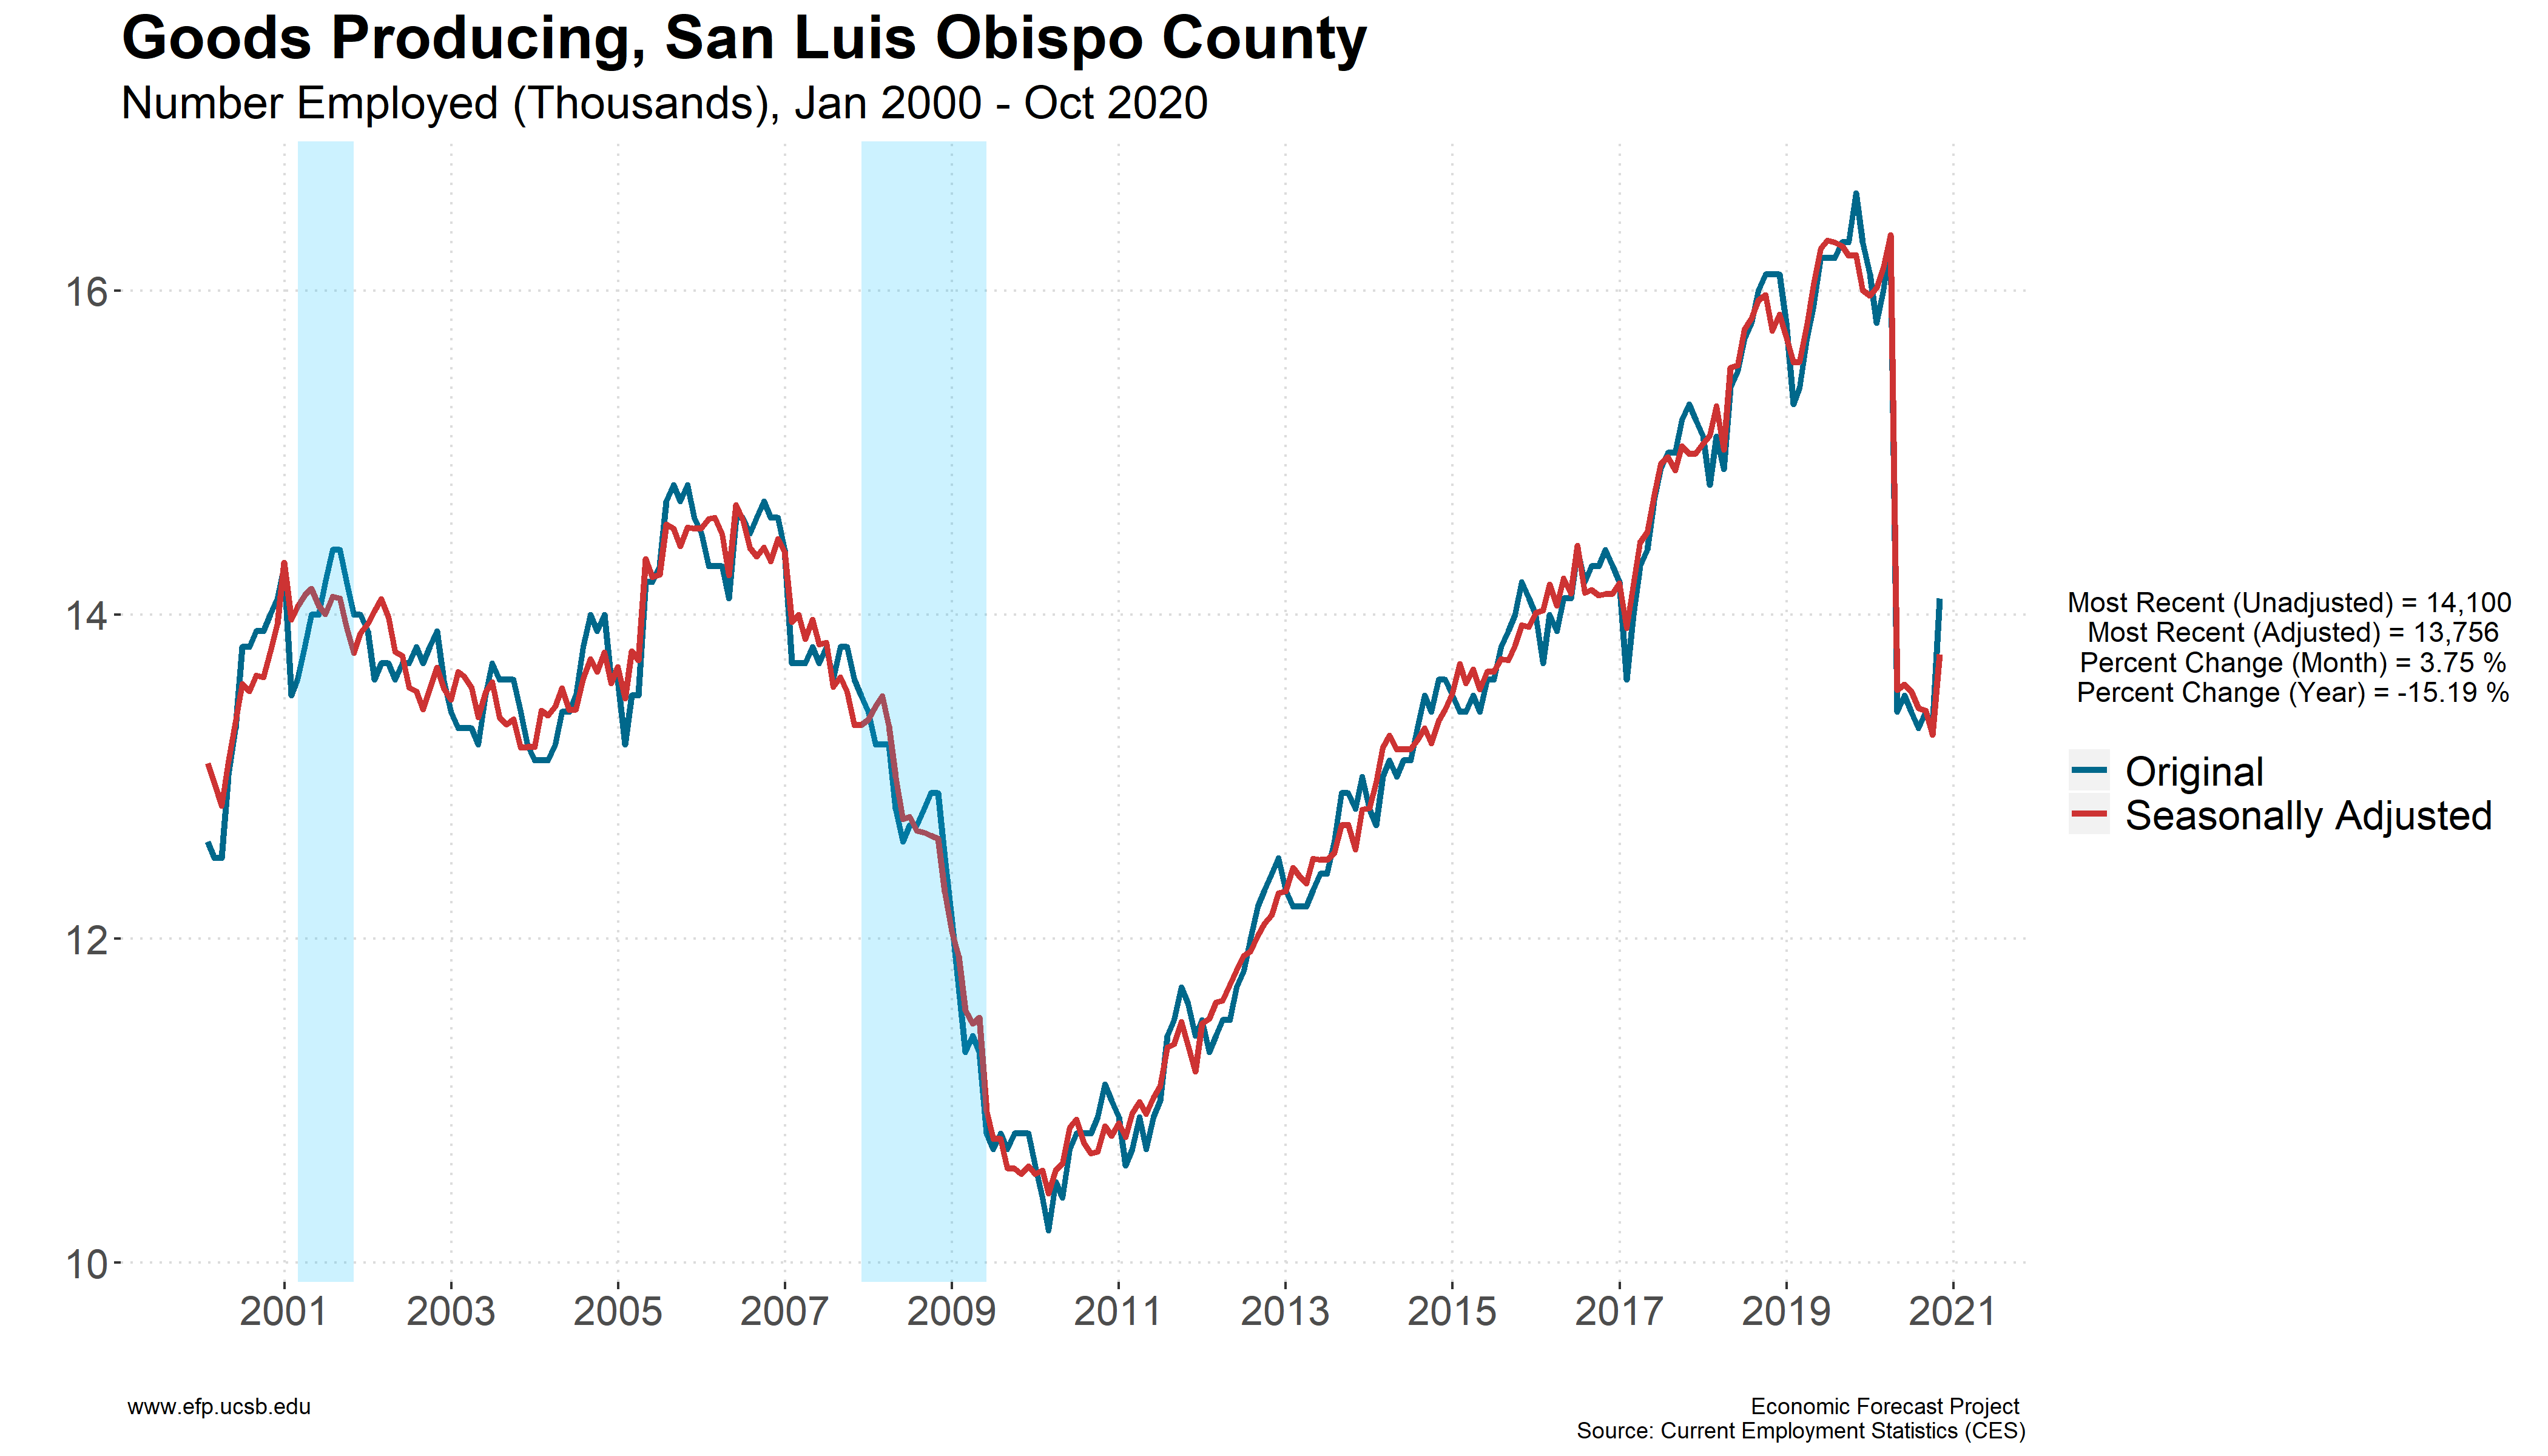 Goods Producing, San Luis Obispo County
Number Employed (Thousands), Jan 2000 - Oct 2020
16
14
12
10
2001 2003 2005 2007 2009 2011 2013 2015 2017 2019 2021
Most Recent (Unadjusted) = 14,100
Most Recent (Adjusted) = 13,756
Percent Change (Month) = 3.75 %
Percent Change (Year) = -15.19 %
Original
Seasonally Adjusted
www.efp.ucsb.edu
Economic Forecast Project
Source: Current Employment Statistics (CES)